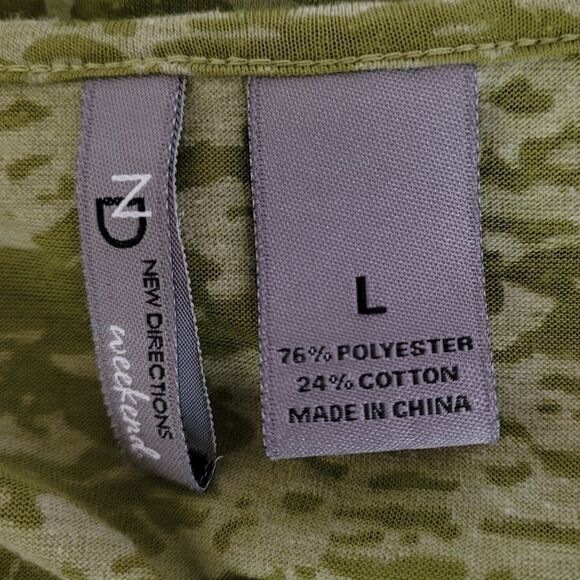 ND
NEW DIRECTIONS
weekend
L
76% POLYESTER
24% COTTON
MADE IN CHINA